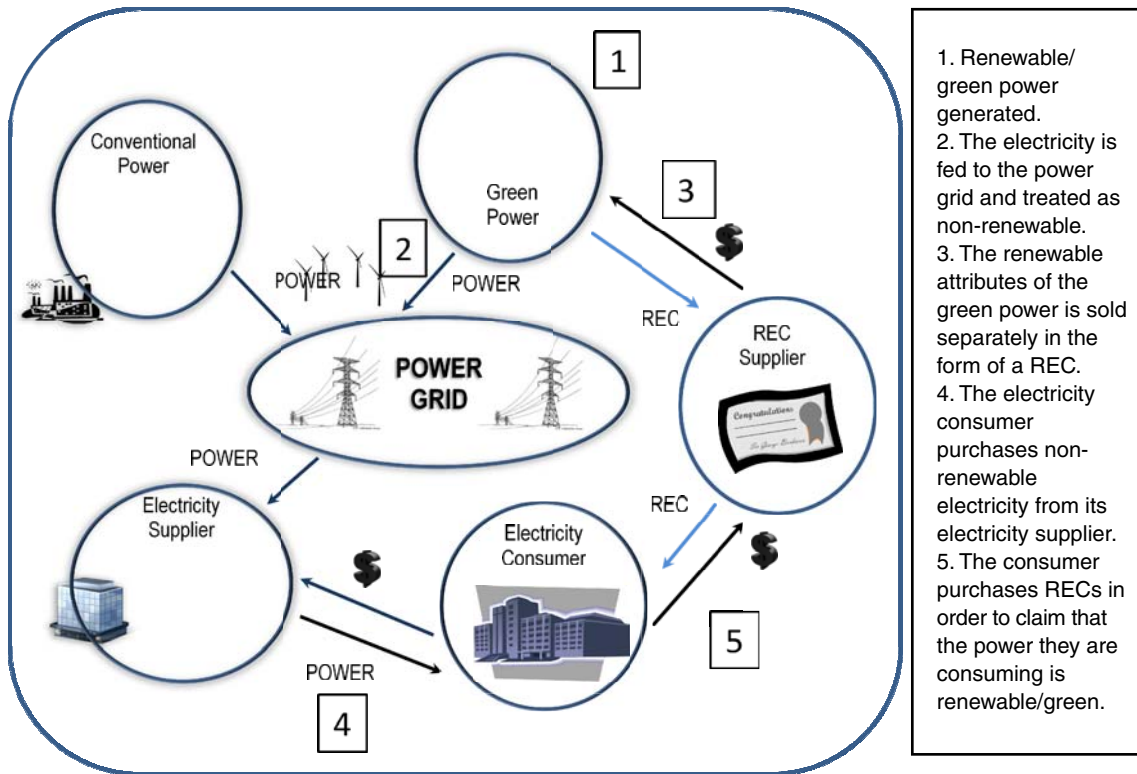 1
Conventional
Power
Green
Power
3
$
2
POWER
POWER
REC
REC
Supplier
Congratulations
POWER
GRID
POWER
REC
Electricity
Supplier
Electricity
Consumer
$
$
5
POWER
4
1. Renewable/
green power
generated.
2. The electricity is
fed to the power
grid and treated as
non-renewable.
3. The renewable
attributes of the
green power is sold
separately in the
form of a REC.
4. The electricity
consumer
purchases non-
renewable
electricity from its
electricity supplier.
5. The consumer
purchases RECs in
order to claim that
the power they are
consuming is
renewable/green.